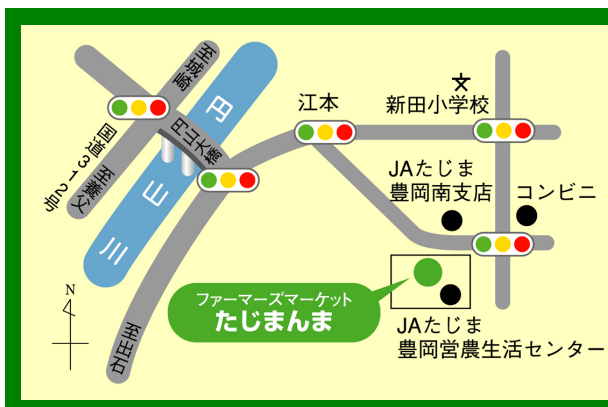 至城崎
円山大橋
国道312号
至養父
円
山
川
江本
新田小学校
JAたじま
豊岡南支店
コンビニ
ファーマーズマーケット
たじまんま
JAたじま
豊岡営農生活センター
至出石
N